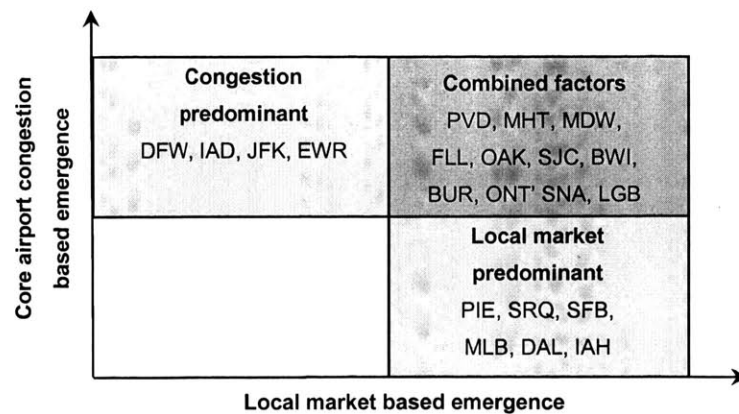 Core airport congestion
based emergence
Congestion
predominant
DFW, IAD, JFK, EWR
Combined factors
PVD, MHT, MDW,
FLL, OAK, SJC, BWI,
BUR, ONT' SNA, LGB
Local market
predominant
PIE, SRQ, SFB,
MLB, DAL, IAH
Local market based emergence